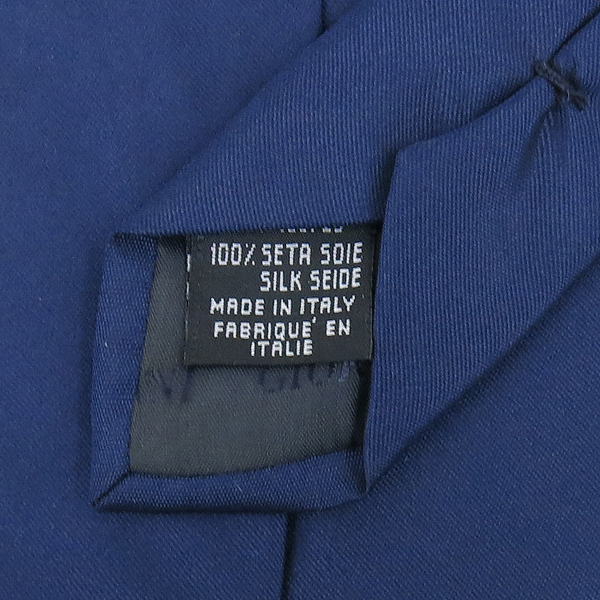 100% SETA SOIE
SILK SEIDE
MADE IN ITALY
FABRIQUE' EN
ITALIE